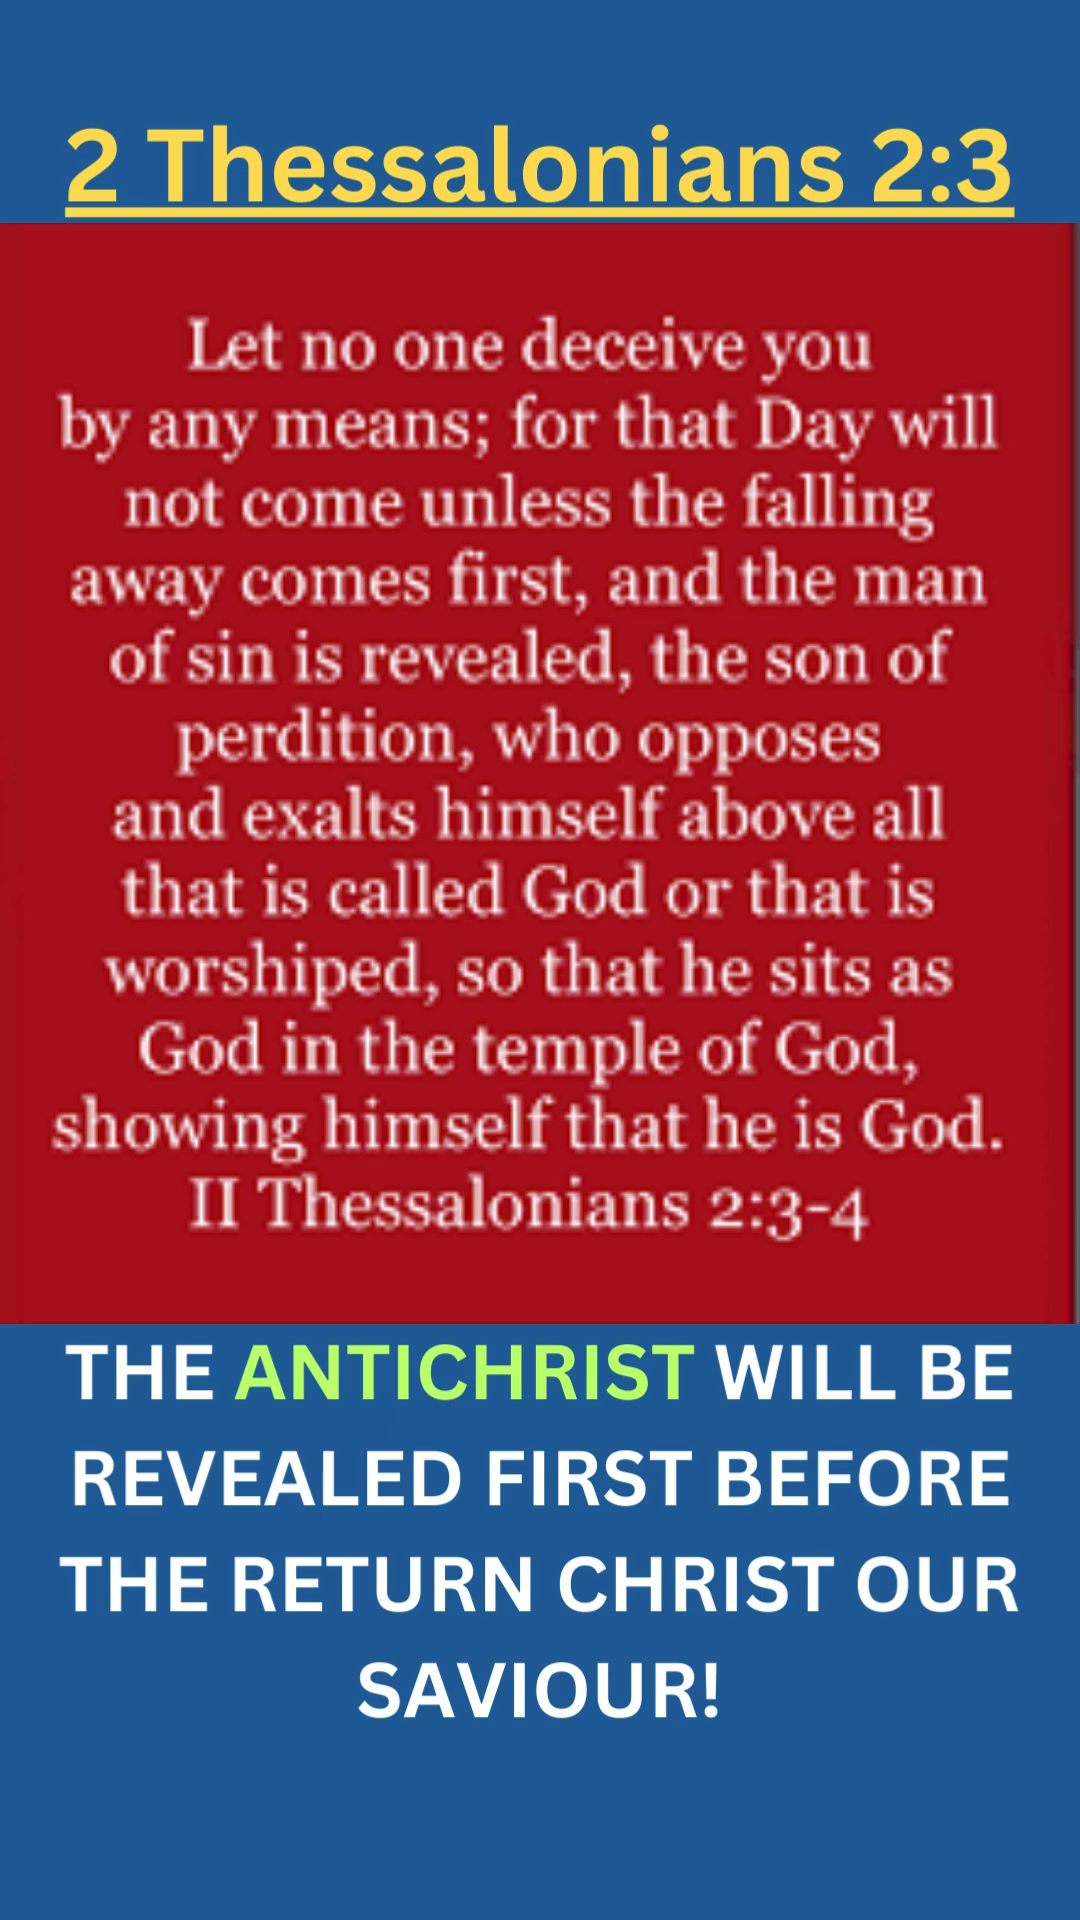 2 Thessalonians 2:3
Let no one deceive you
by any means; for that Day will
not come unless the falling
away comes first, and the man
of sin is revealed, the son of
perdition, who opposes
and exalts himself above all
that is called God or that is
worshiped, so that he sits as
God in the temple of God,
showing himself that he is God.
II Thessalonians 2:3-4
THE ANTICHRIST WILL BE
REVEALED FIRST BEFORE
THE RETURN CHRIST OUR
SAVIOUR!